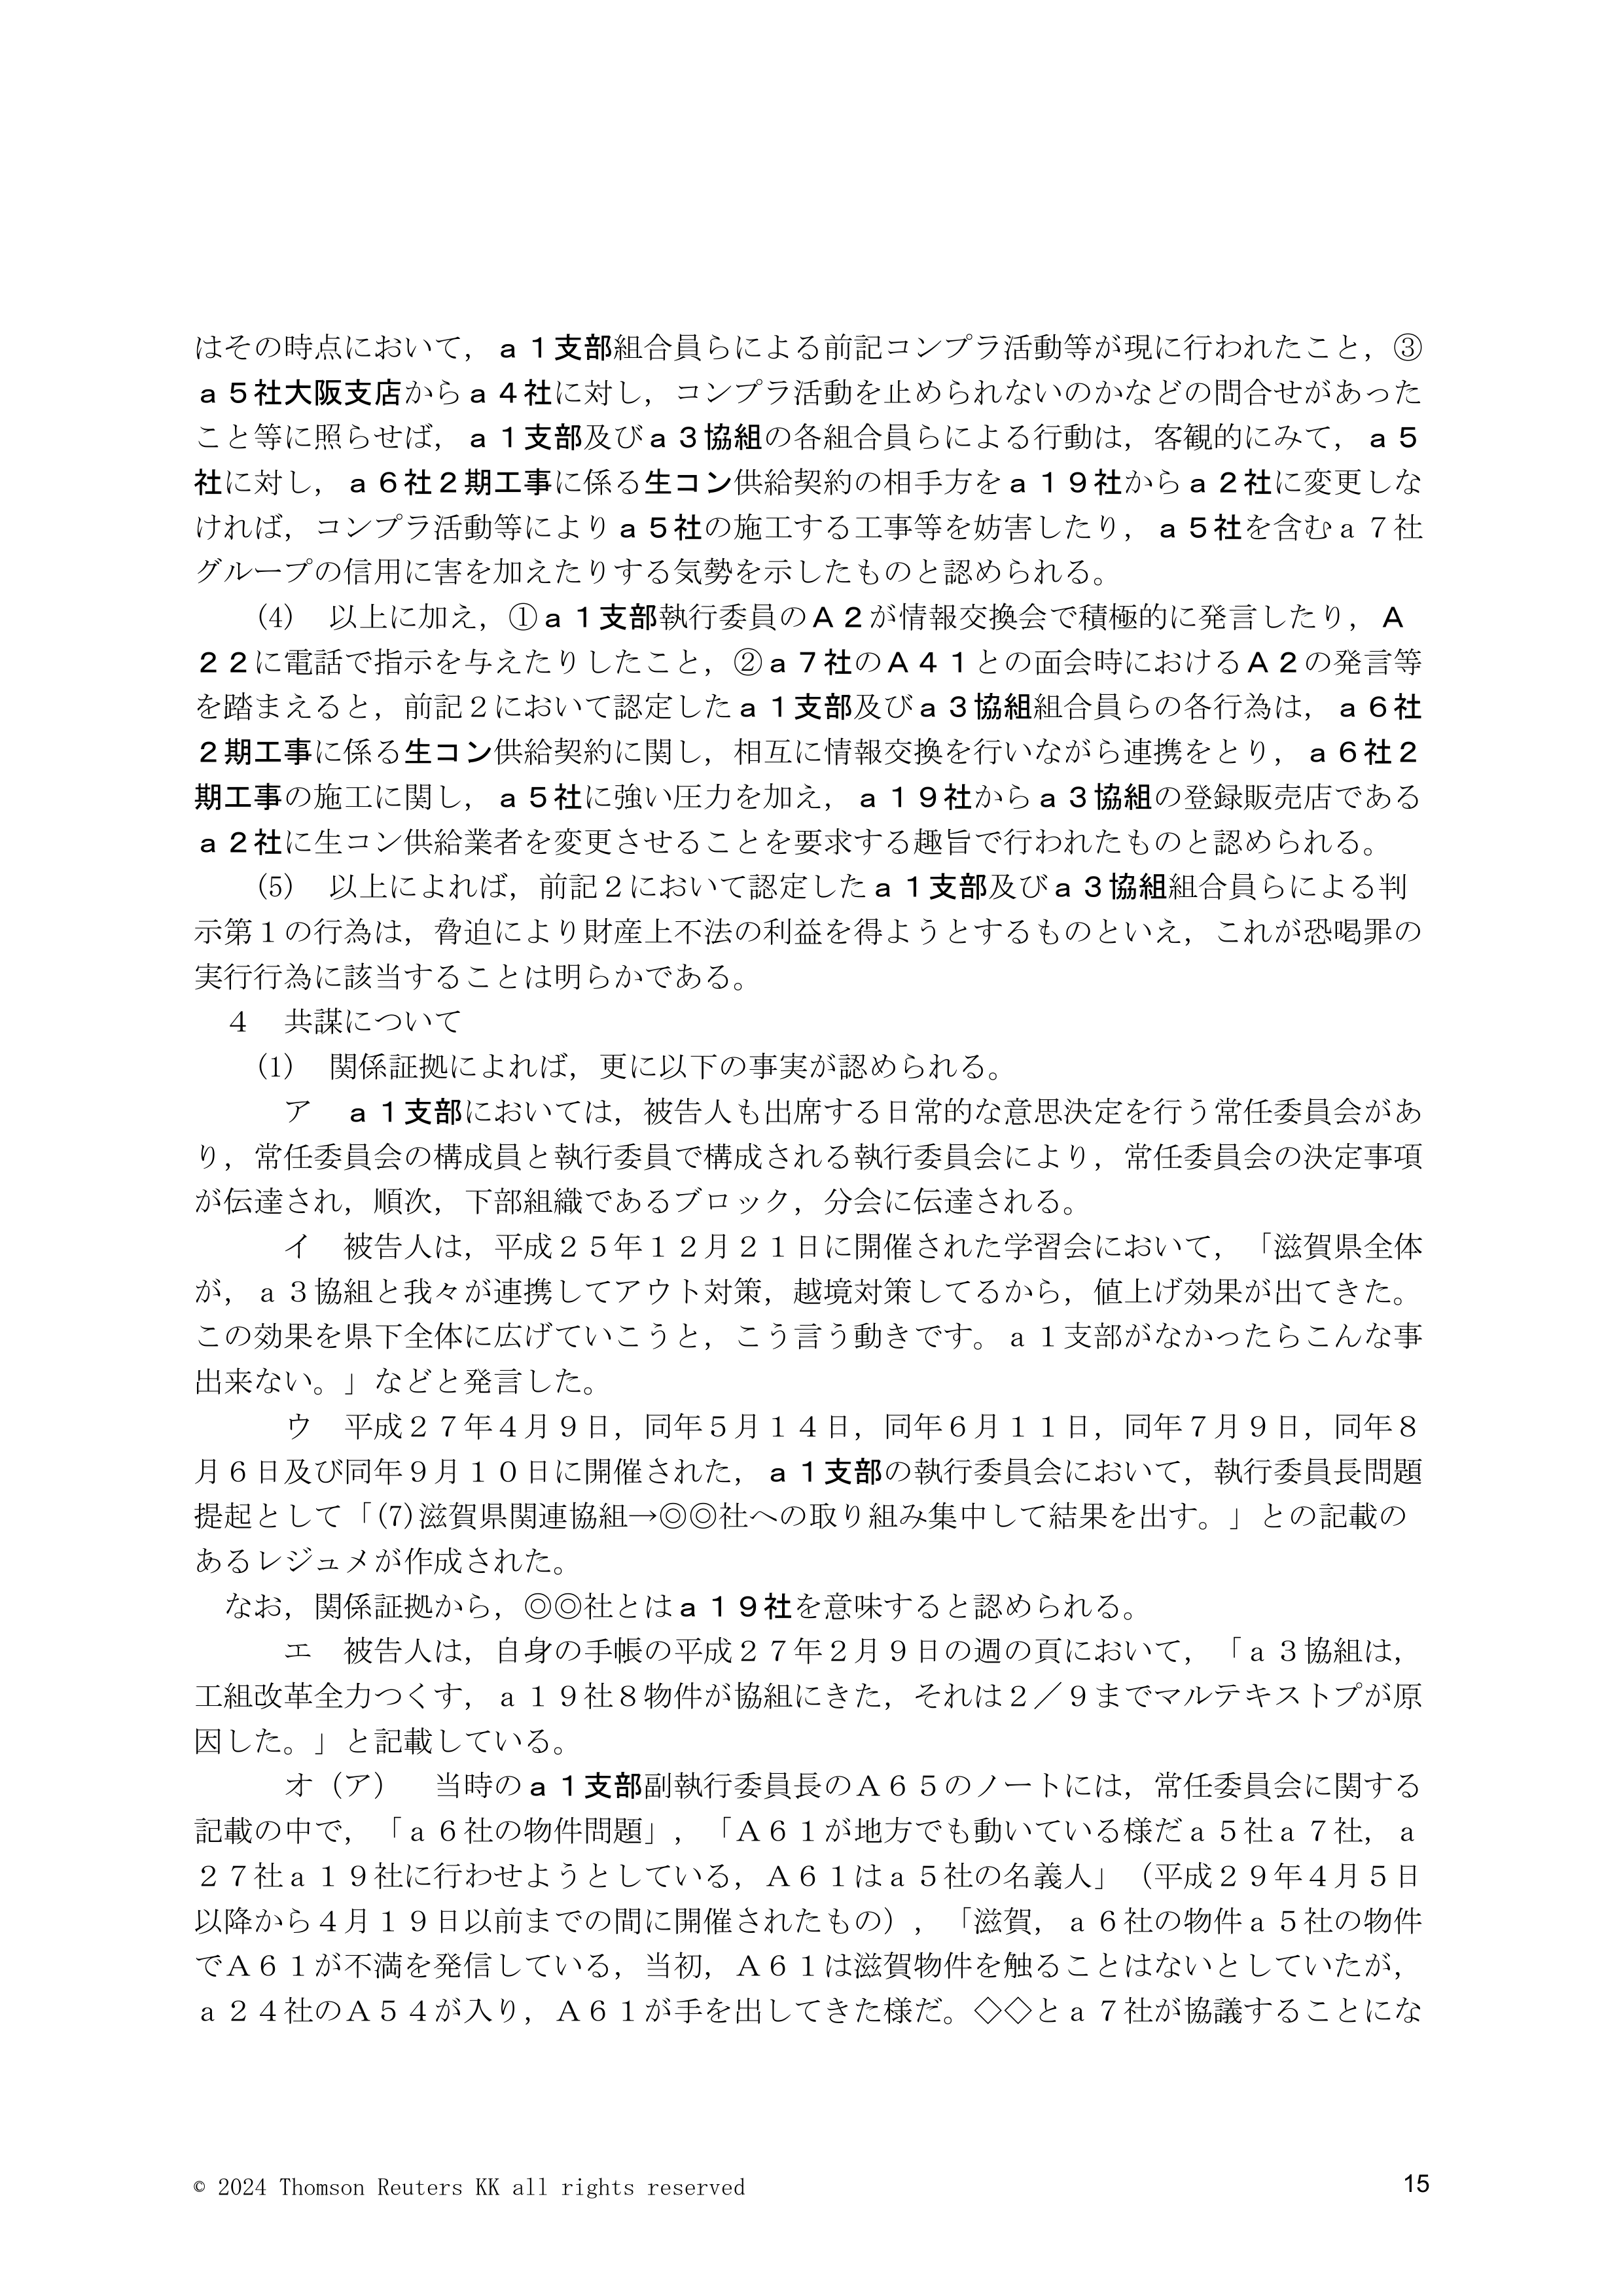 はその時点において，ａ１支部組合員らによる前記コンプラ活動等が現に行われたこと，③
ａ５社大阪支店からａ４社に対し，コンプラ活動を止められないのかなどの問合せがあった
こと等に照らせば，ａ１支部及びａ３協組の各組合員らによる行動は，客観的にみて，ａ５
社に対し，ａ６社２期工事に係る生コン供給契約の相手方をａ１９社からａ２社に変更しな
ければ，コンプラ活動等によりａ５社の施工する工事等を妨害したり，ａ５社を含むａ７社
グループの信用に害を加えたりする気勢を示したものと認められる。
(4)　以上に加え，①ａ１支部執行委員のＡ２が情報交換会で積極的に発言したり，Ａ
２２に電話で指示を与えたりしたこと，②ａ７社のＡ４１との面会時におけるＡ２の発言等
を踏まえると，前記２において認定したａ１支部及びａ３協組組合員らの各行為は，ａ６社
２期工事に係る生コン供給契約に関し，相互に情報交換を行いながら連携をとり，ａ６社２
期工事の施工に関し，ａ５社に強い圧力を加え，ａ１９社からａ３協組の登録販売店である
ａ２社に生コン供給業者を変更させることを要求する趣旨で行われたものと認められる。
(5)　以上によれば，前記２において認定したａ１支部及びａ３協組組合員らによる判
示第１の行為は，脅迫により財産上不法の利益を得ようとするものといえ，これが恐喝罪の
実行行為に該当することは明らかである。
４　共謀について
(1)　関係証拠によれば，更に以下の事実が認められる。
ア　ａ１支部においては，被告人も出席する日常的な意思決定を行う常任委員会があ
り，常任委員会の構成員と執行委員で構成される執行委員会により，常任委員会の決定事項
が伝達され，順次，下部組織であるブロック，分会に伝達される。
イ　被告人は，平成２５年１２月２１日に開催された学習会において，「滋賀県全体
が，ａ３協組と我々が連携してアウト対策，越境対策してるから，値上げ効果が出てきた。
この効果を県下全体に広げていこうと，こう言う動きです。ａ１支部がなかったらこんな事
出来ない。」などと発言した。
ウ　平成２７年４月９日，同年５月１４日，同年６月１１日，同年７月９日，同年８
月６日及び同年９月１０日に開催された，ａ１支部の執行委員会において，執行委員長問題
提起として「(7)滋賀県関連協組→◎◎社への取り組み集中して結果を出す。」との記載の
あるレジュメが作成された。
なお，関係証拠から，◎◎社とはａ１９社を意味すると認められる。
エ　被告人は，自身の手帳の平成２７年２月９日の週の頁において，「ａ３協組は，
工組改革全力つくす，ａ１９社８物件が協組にきた，それは２／９までマルテキストプが原
因した。」と記載している。
オ（ア）　当時のａ１支部副執行委員長のＡ６５のノートには，常任委員会に関する
記載の中で，「ａ６社の物件問題」，「Ａ６１が地方でも動いている様だａ５社ａ７社，ａ
２７社ａ１９社に行わせようとしている，Ａ６１はａ５社の名義人」（平成２９年４月５日
以降から４月１９日以前までの間に開催されたもの），「滋賀，ａ６社の物件ａ５社の物件
でＡ６１が不満を発信している，当初，Ａ６１は滋賀物件を触ることはないとしていたが，
ａ２４社のＡ５４が入り，Ａ６１が手を出してきた様だ。◇◇とａ７社が協議することにな
© 2024 Thomson Reuters KK all rights reserved
15